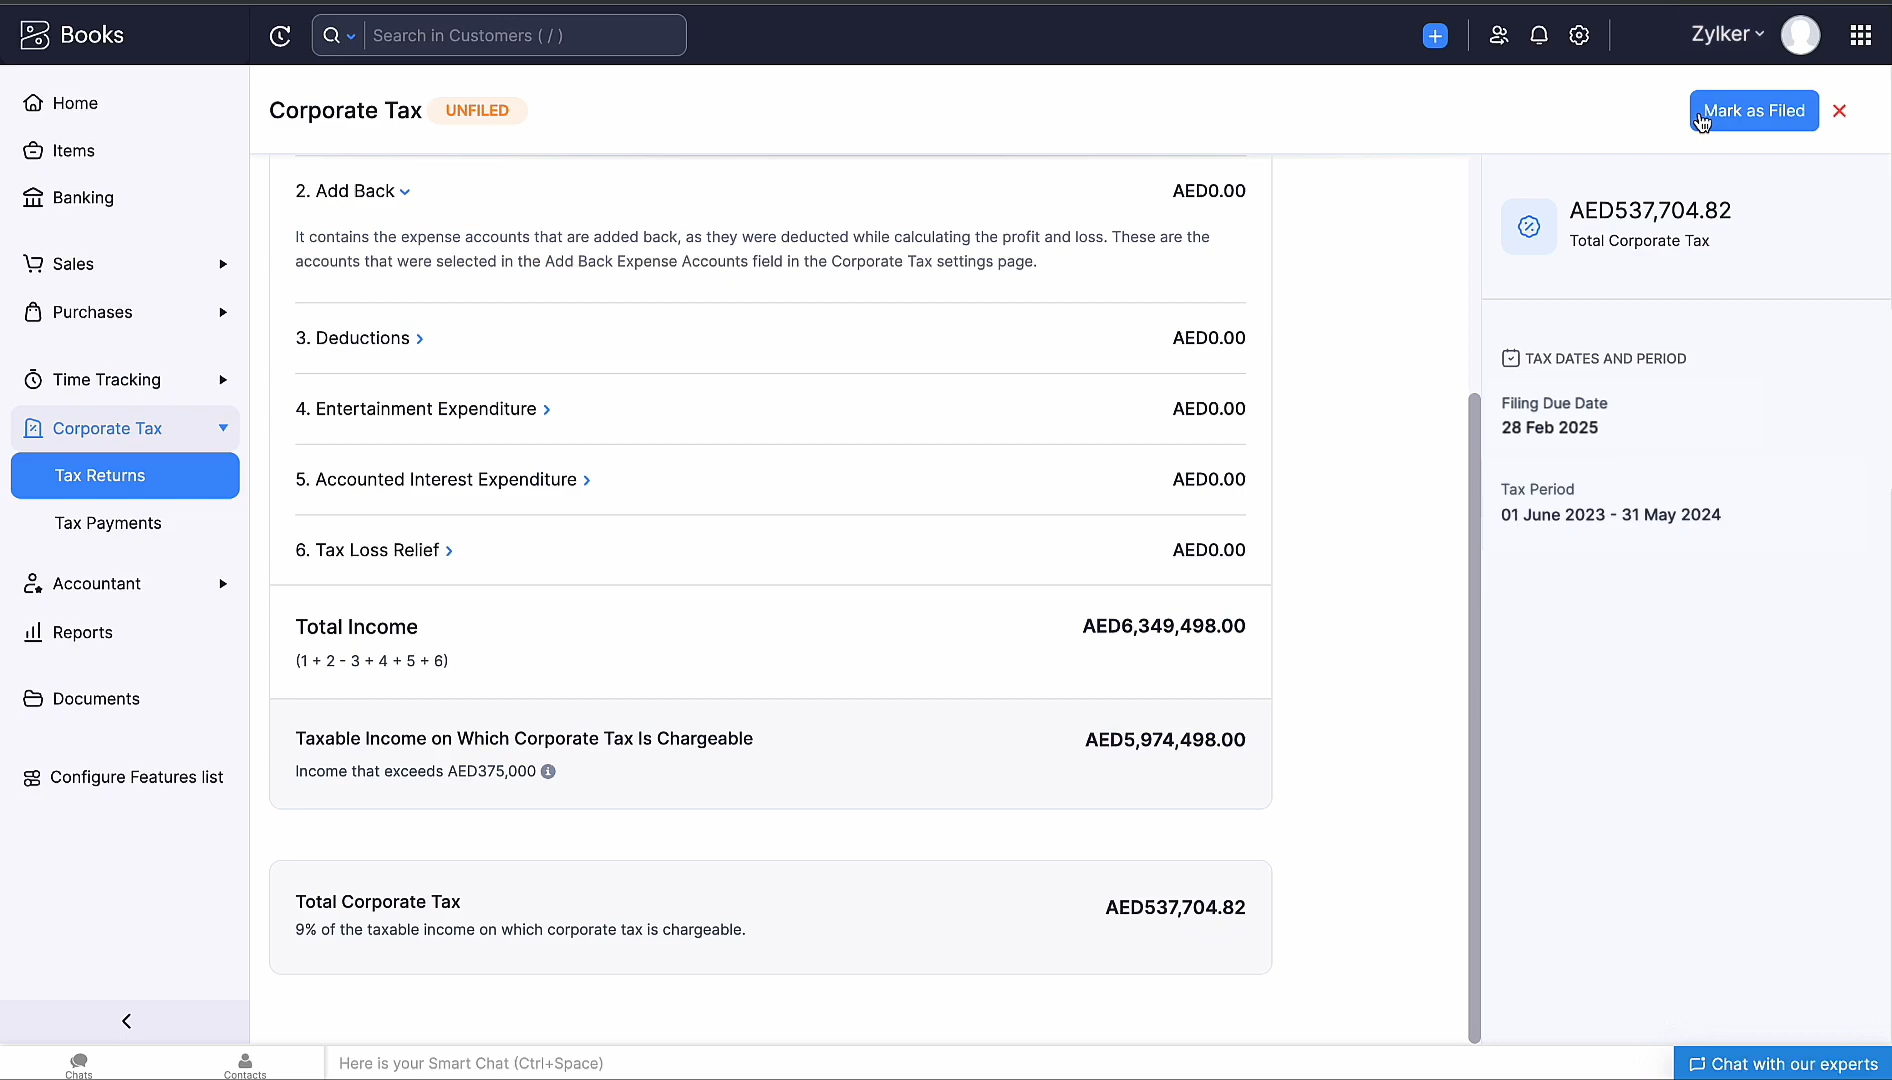 Books
Search in Customers ( / )
Zylker
Home
Items
Banking
Sales
Purchases
Time Tracking
Corporate Tax
Tax Returns
Tax Payments
Accountant
Reports
Documents
Configure Features list
Corporate Tax
UNFILED
Mark as Filed
2. Add Back
AED0.00
It contains the expense accounts that are added back, as they were deducted while calculating the profit and loss. These are the
accounts that were selected in the Add Back Expense Accounts field in the Corporate Tax settings page.
3. Deductions
AED0.00
4. Entertainment Expenditure
AED0.00
5. Accounted Interest Expenditure
AED0.00
6. Tax Loss Relief
AED0.00
Total Income
AED6,349,498.00
(1 + 2 - 3 + 4 + 5 + 6)
Taxable Income on Which Corporate Tax Is Chargeable
AED5,974,498.00
Income that exceeds AED375,000
Total Corporate Tax
AED537,704.82
9% of the taxable income on which corporate tax is chargeable.
AED537,704.82
Total Corporate Tax
TAX DATES AND PERIOD
Filing Due Date
28 Feb 2025
Tax Period
01 June 2023 - 31 May 2024
Chats
Contacts
Here is your Smart Chat (Ctrl+Space)
Chat with our experts